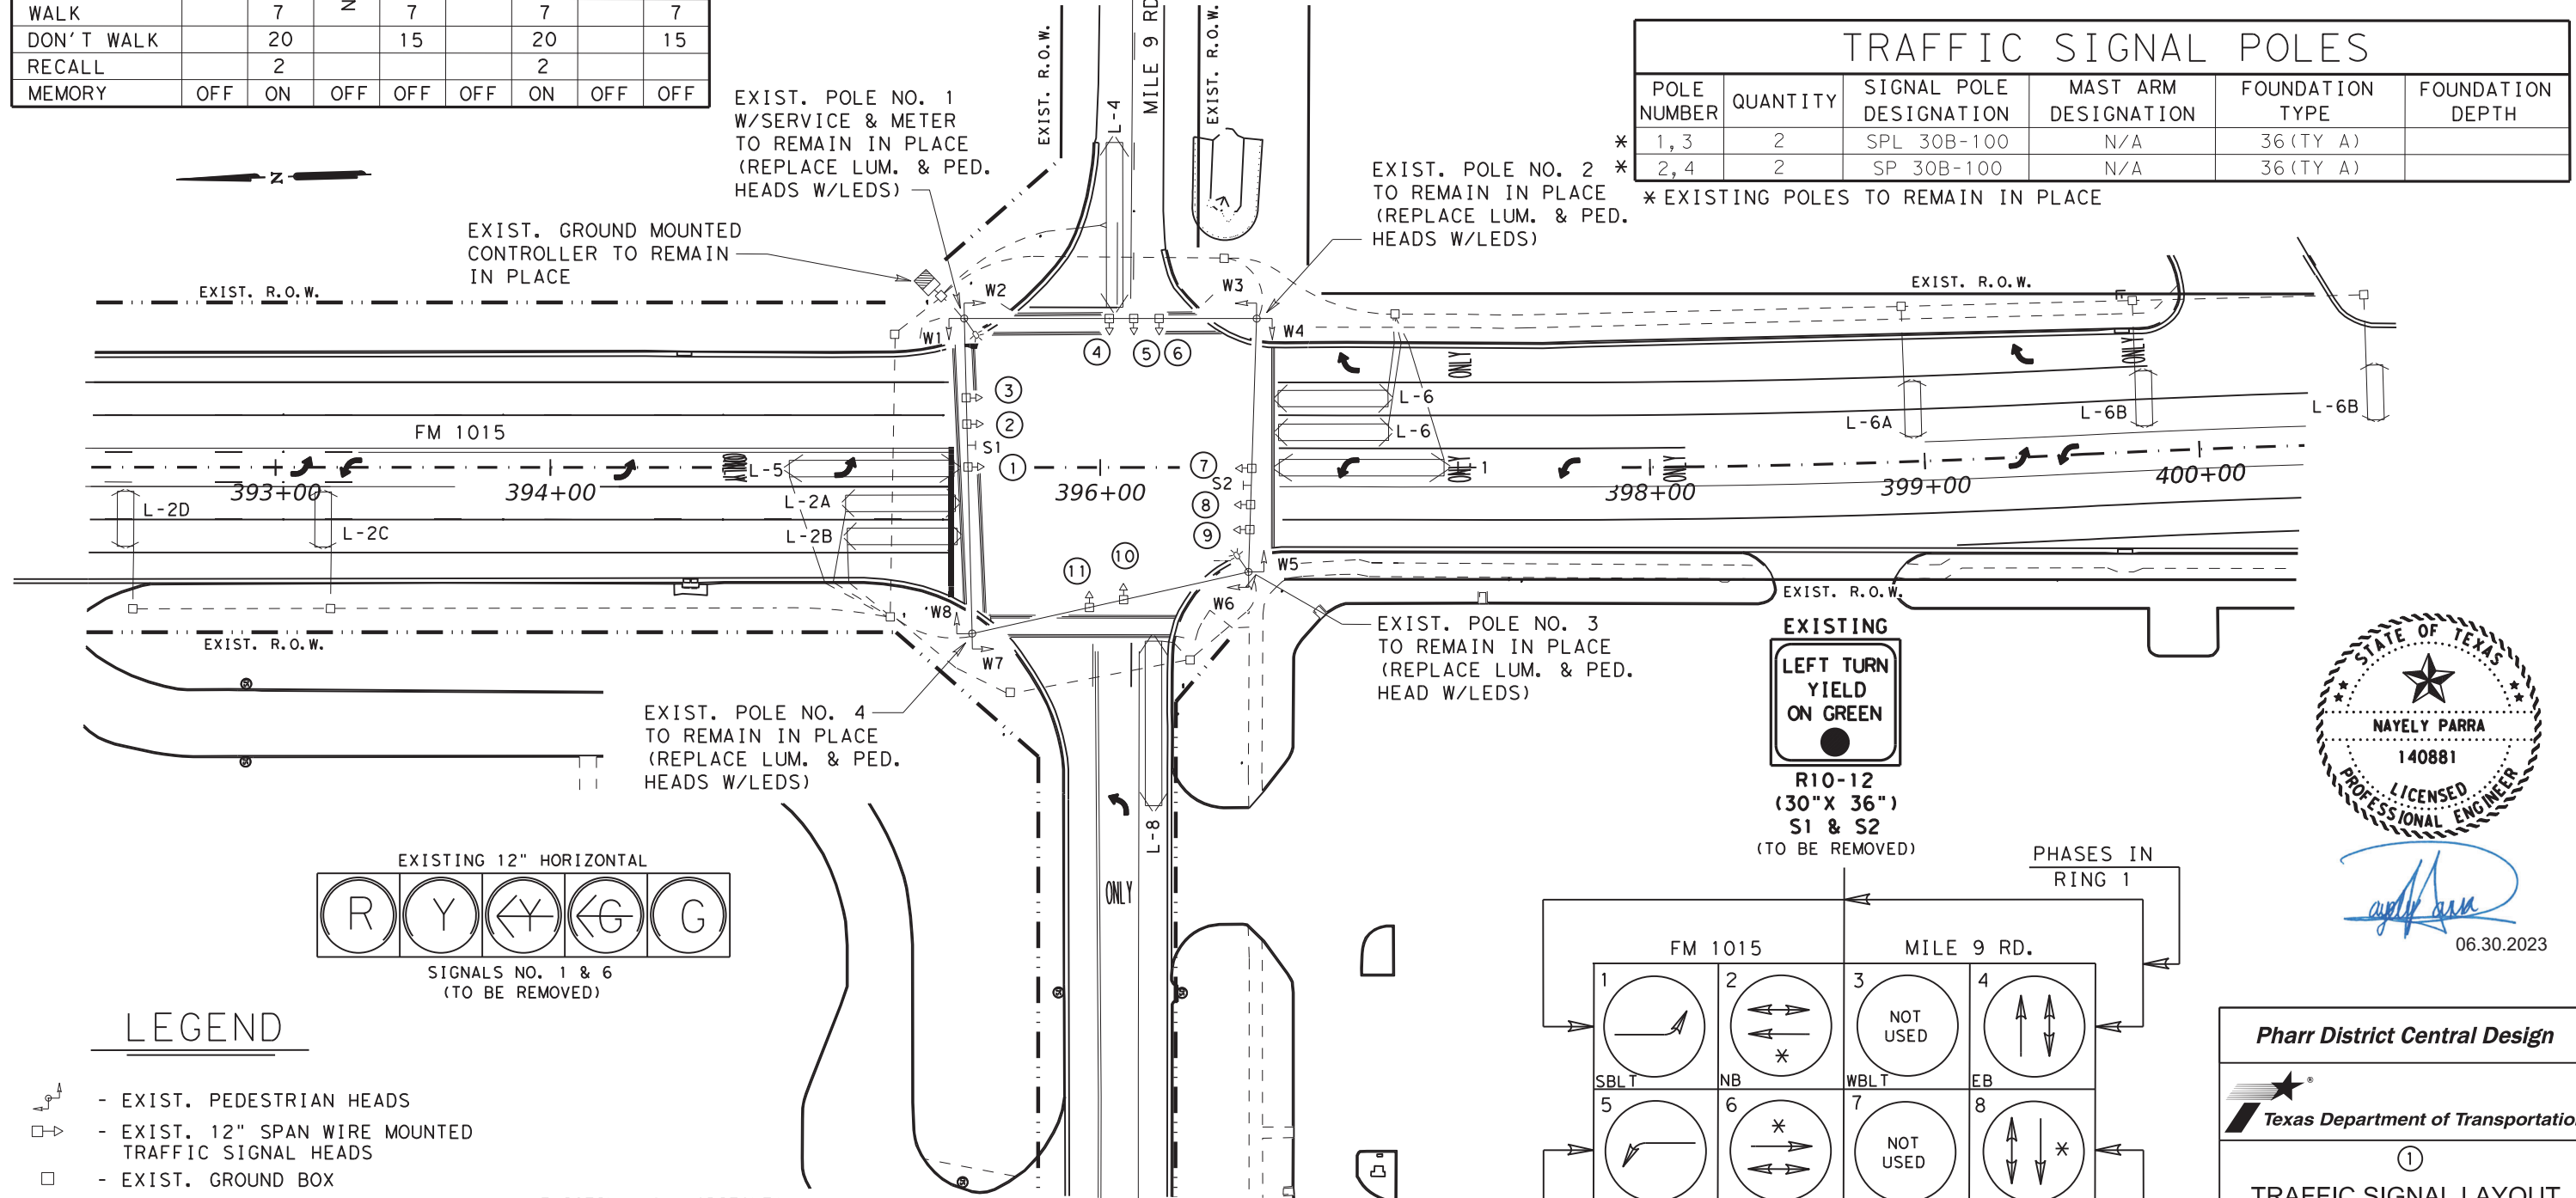 WALK 7 7 7 7
DON'T WALK 20 15 20 15
RECALL 2 2
MEMORY OFF ON OFF OFF OFF ON OFF OFF
N
N
EXIST. POLE NO. 1
W/SERVICE & METER
TO REMAIN IN PLACE
(REPLACE LUM. & PED.
HEADS W/LEDS)
EXIST. GROUND MOUNTED
CONTROLLER TO REMAIN
IN PLACE
EXIST. R.O.W.
L-4
MILE 9 RD
EXIST. R.O.W.
EXIST. POLE NO. 2
TO REMAIN IN PLACE
(REPLACE LUM. & PED.
HEADS W/LEDS)
TRAFFIC SIGNAL POLES
POLE NUMBER QUANTITY SIGNAL POLE DESIGNATION MAST ARM DESIGNATION FOUNDATION TYPE FOUNDATION DEPTH
* 1,3 2 SPL 30B-100 N/A 36(TY A)
* 2,4 2 SP 30B-100 N/A 36(TY A)
* EXISTING POLES TO REMAIN IN PLACE
EXIST. R.O.W.
EXIST. R.O.W.
W2
W3
W1
W4
4
5
6
3
2
S1
1
FM 1015
L-5
L-2A
L-2B
L-2D
L-2C
ONLY
393+00
394+00
396+00
398+00
399+00
400+00
7
S2
8
9
10
11
L-6
L-6
L-1
ONLY
ONLY
ONLY
ONLY
L-6A
L-6B
L-6B
W5
W6
W8
W7
EXIST. R.O.W.
EXIST. R.O.W.
EXIST. POLE NO. 3
TO REMAIN IN PLACE
(REPLACE LUM. & PED.
HEAD W/LEDS)
EXIST. POLE NO. 4
TO REMAIN IN PLACE
(REPLACE LUM. & PED.
HEADS W/LEDS)
L-8
ONLY
EXISTING
LEFT TURN
YIELD
ON GREEN
R10-12
(30"X 36")
S1 & S2
(TO BE REMOVED)
STATE OF TEXAS
NAYELY PARRA
140881
LICENSED
PROFESSIONAL ENGINEER
06.30.2023
EXISTING 12" HORIZONTAL
R Y Y G G
SIGNALS NO. 1 & 6
(TO BE REMOVED)
LEGEND
- EXIST. PEDESTRIAN HEADS
- EXIST. 12" SPAN WIRE MOUNTED
TRAFFIC SIGNAL HEADS
- EXIST. GROUND BOX
PHASES IN
RING 1
FM 1015 MILE 9 RD.
1 2 3 4
* NOT
USED
SBLT NB WBLT EB
5 6 7 8
* NOT
USED *
Pharr District Central Design
®
Texas Department of Transportatio
1
TRAFFIC SIGNAL LAYOUT